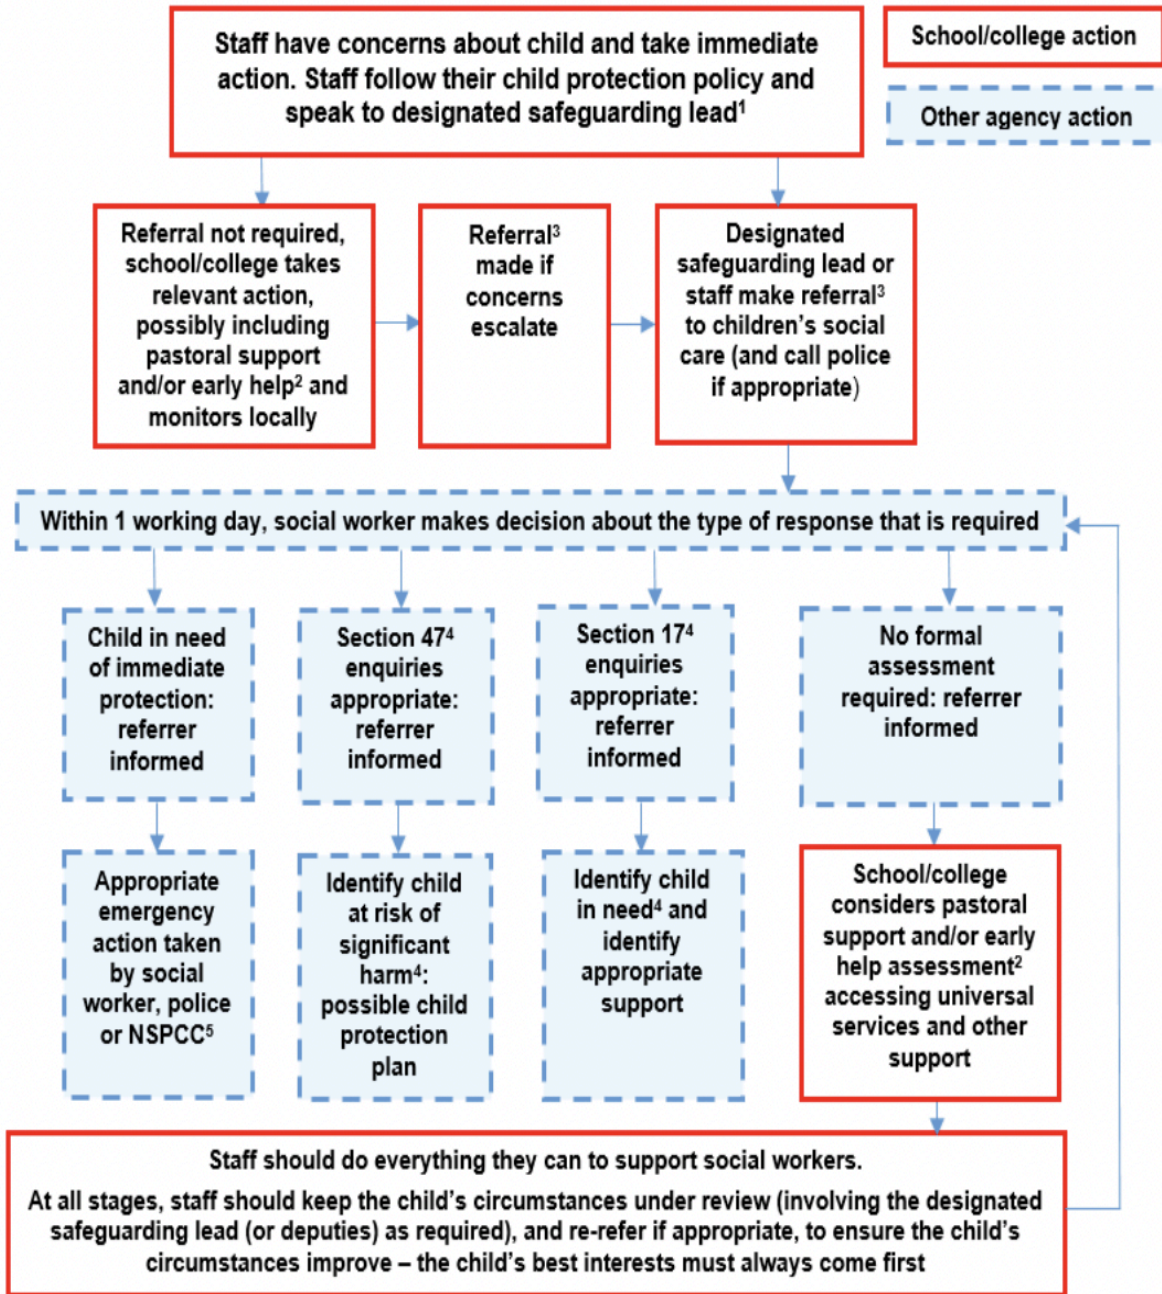 Staff have concerns about child and take immediate
action. Staff follow their child protection policy and
speak to designated safeguarding lead¹
School/college action
Other agency action
Referral not required,
school/college takes
relevant action,
possibly including
pastoral support
and/or early help² and
monitors locally
Referral³
made if
concerns
escalate
Designated
safeguarding lead or
staff make referral³
to children’s social
care (and call police
if appropriate)
Within 1 working day, social worker makes decision about the type of response that is required
Child in need
of immediate
protection:
referrer
informed
Section 47⁴
enquiries
appropriate:
referrer
informed
Section 17⁴
enquiries
appropriate:
referrer
informed
No formal
assessment
required: referrer
informed
Appropriate
emergency
action taken
by social
worker, police
or NSPCC⁵
Identify child
at risk of
significant
harm⁴:
possible child
protection
plan
Identify child
in need⁴ and
identify
appropriate
support
School/college
considers pastoral
support and/or early
help assessment²
accessing universal
services and other
support
Staff should do everything they can to support social workers.
At all stages, staff should keep the child’s circumstances under review (involving the designated
safeguarding lead (or deputies) as required), and re-refer if appropriate, to ensure the child’s
circumstances improve – the child’s best interests must always come first